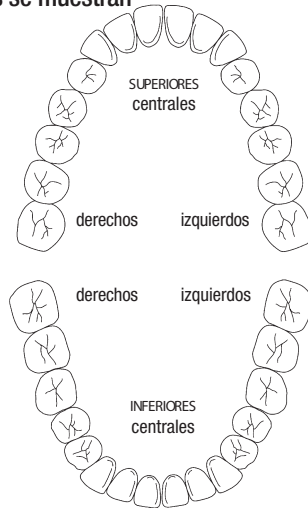 s se muestran
SUPERIORES
centrales
derechos izquierdos
derechos izquierdos
INFERIORES
centrales